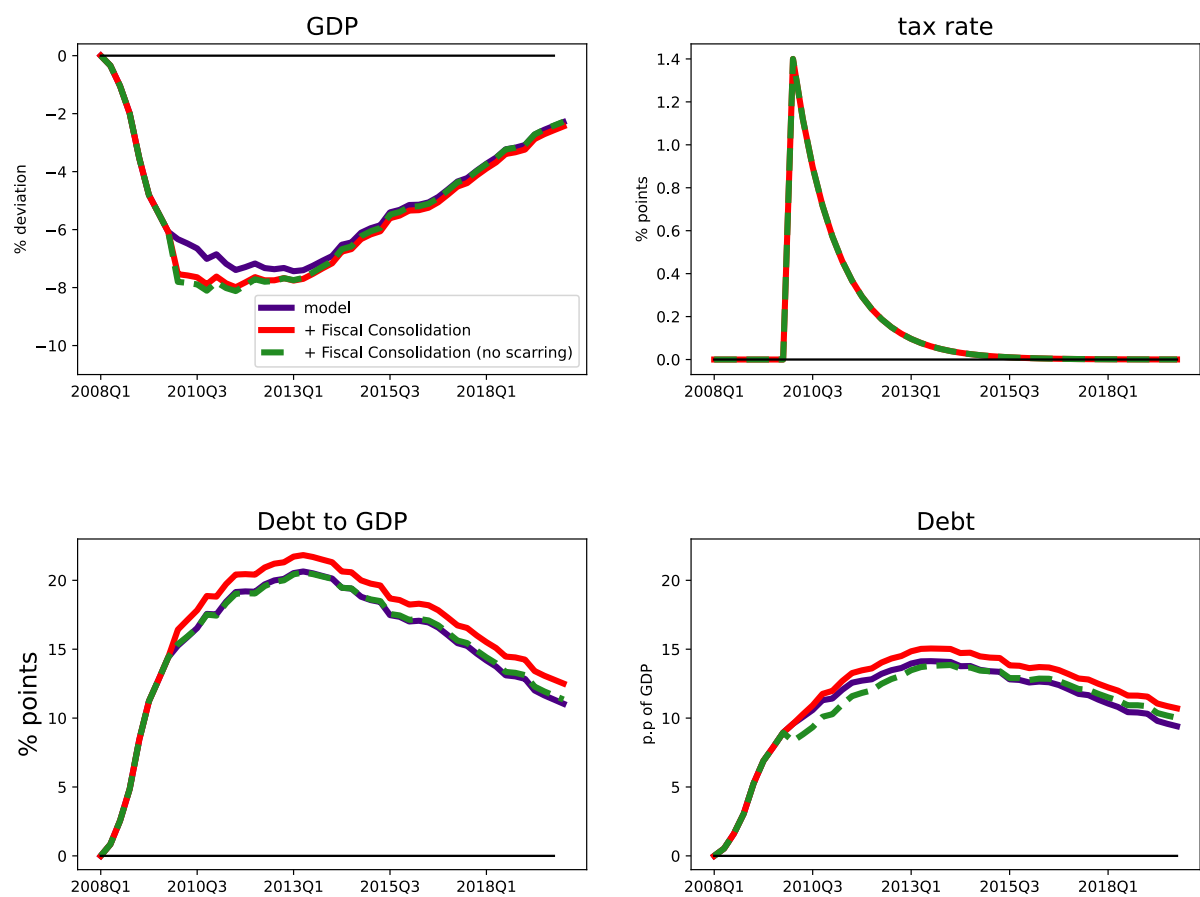 GDP
% deviation
0
−2
−4
−6
−8
−10
2008Q1 2010Q3 2013Q1 2015Q3 2018Q1
model
+ Fiscal Consolidation
+ Fiscal Consolidation (no scarring)
tax rate
% points
1.4
1.2
1.0
0.8
0.6
0.4
0.2
0.0
2008Q1 2010Q3 2013Q1 2015Q3 2018Q1
Debt to GDP
% points
20
15
10
5
0
2008Q1 2010Q3 2013Q1 2015Q3 2018Q1
Debt
p.p of GDP
20
15
10
5
0
2008Q1 2010Q3 2013Q1 2015Q3 2018Q1